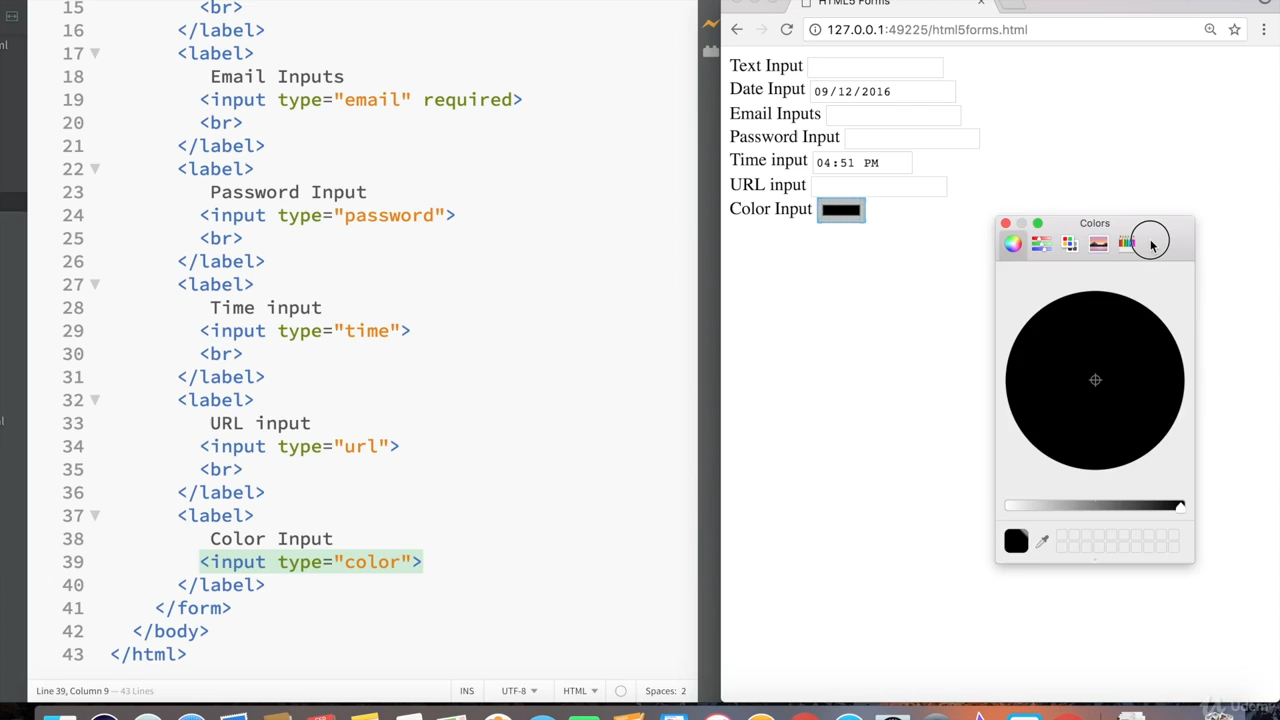 15 <br>
16 </label>
17 <label>
18 Email Inputs
19 <input type="email" required>
20 <br>
21 </label>
22 <label>
23 Password Input
24 <input type="password">
25 <br>
26 </label>
27 <label>
28 Time input
29 <input type="time">
30 <br>
31 </label>
32 <label>
33 URL input
34 <input type="url">
35 <br>
36 </label>
37 <label>
38 Color Input
39 <input type="color">
40 </label>
41 </form>
42 </body>
43 </html>
Line 39, Column 9 — 43 Lines
INS UTF-8 HTML Spaces: 2
HTML5 Forms
127.0.0.1:49225/html5forms.html
Text Input
Date Input 09/12/2016
Email Inputs
Password Input
Time input 04:51 PM
URL input
Color Input
Colors
Udemy